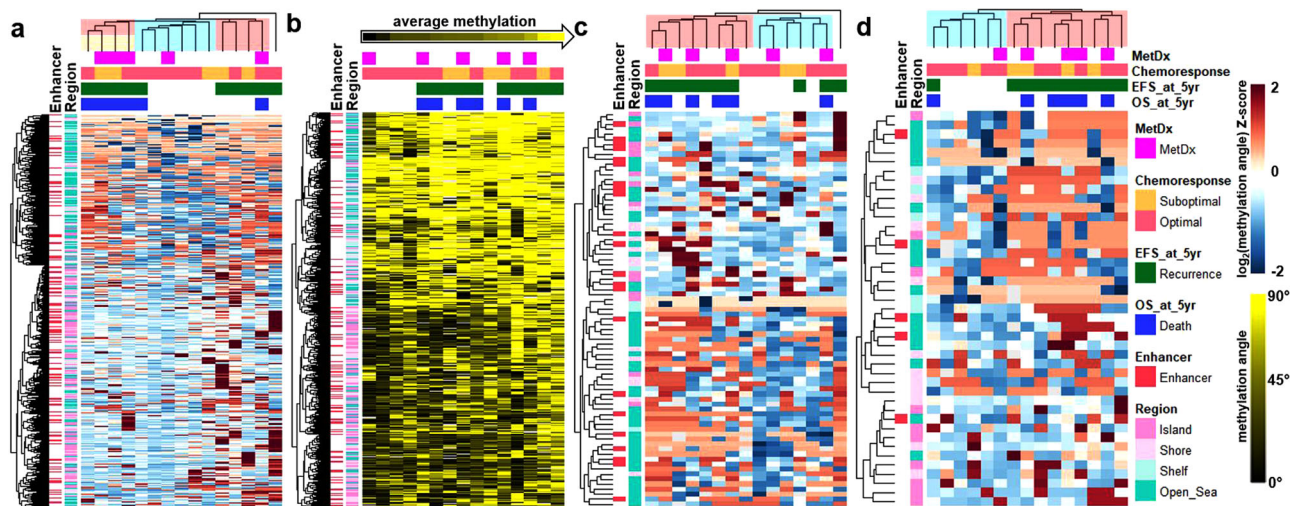 a
b
c
d
average methylation
Enhancer
Region
Enhancer
Region
Enhancer
Region
Enhancer
Region
MetDx
Chemoresponse
EFS_at_5yr
OS_at_5yr
MetDx
MetDx
Chemoresponse
Suboptimal
Optimal
EFS_at_5yr
Recurrence
OS_at_5yr
Death
Enhancer
Enhancer
Region
Island
Shore
Shelf
Open_Sea
log2(methylation angle) Z-score
2
0
-2
methylation angle
90°
45°
0°